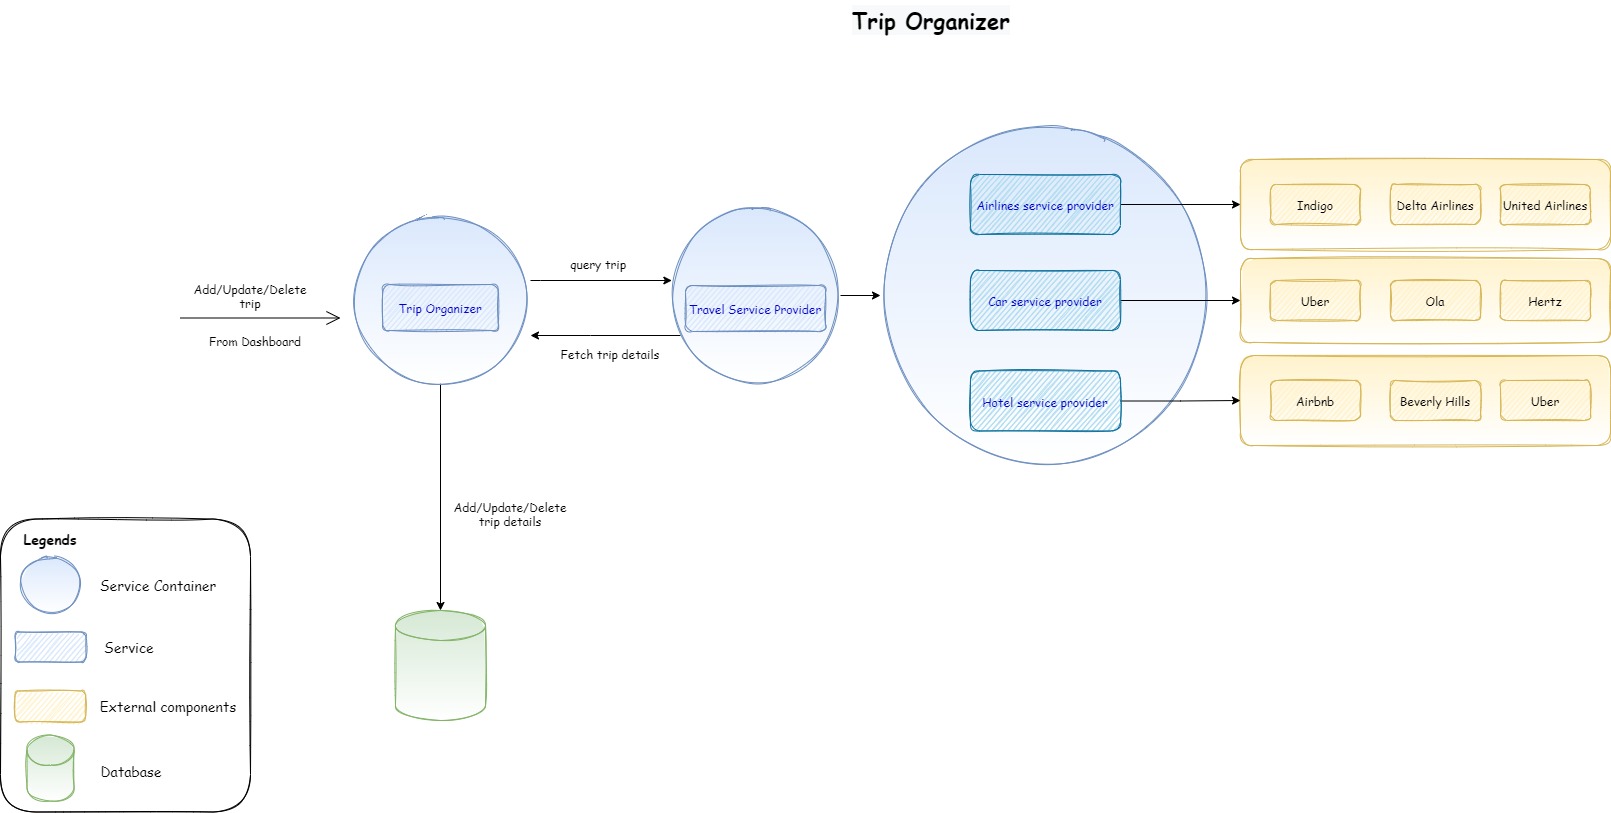 Trip Organizer
Add/Update/Delete
trip
From Dashboard
Trip Organizer
query trip
Fetch trip details
Travel Service Provider
Airlines service provider
Car service provider
Hotel service provider
Indigo
Delta Airlines
United Airlines
Uber
Ola
Hertz
Airbnb
Beverly Hills
Uber
Add/Update/Delete
trip details
Legends
Service Container
Service
External components
Database